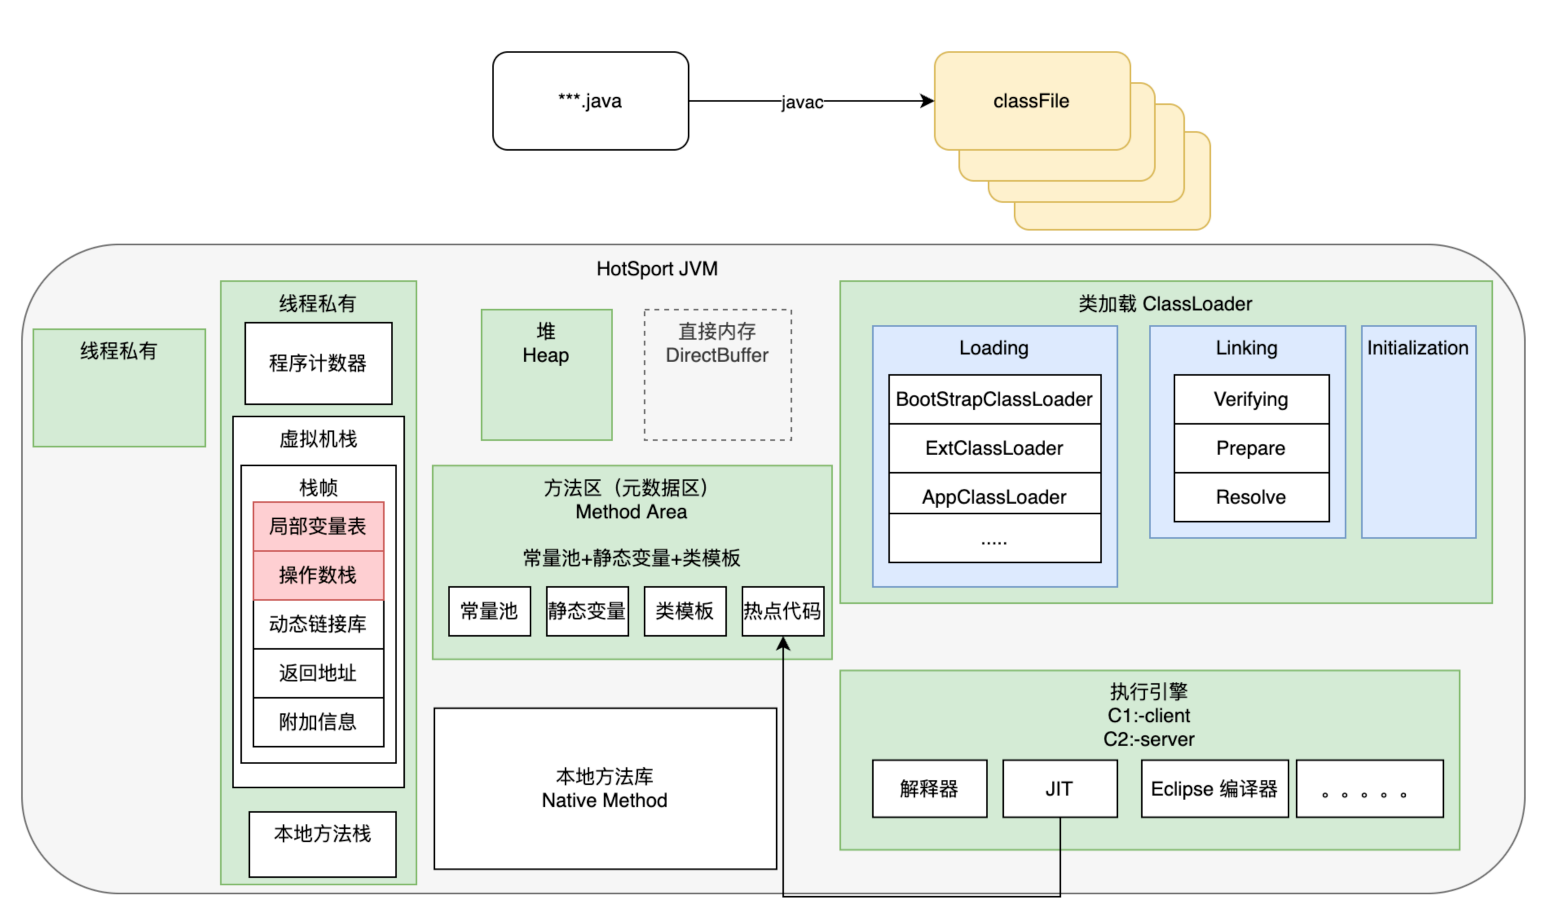 ***.java
javac
classFile
HotSport JVM
线程私有
线程私有
程序计数器
虚拟机栈
栈帧
局部变量表
操作数栈
动态链接库
返回地址
附加信息
本地方法栈
堆
Heap
直接内存
DirectBuffer
方法区（元数据区）
Method Area
常量池+静态变量+类模板
常量池
静态变量
类模板
热点代码
本地方法库
Native Method
类加载 ClassLoader
Loading
BootStrapClassLoader
ExtClassLoader
AppClassLoader
.....
Linking
Verifying
Prepare
Resolve
Initialization
执行引擎
C1:-client
C2:-server
解释器
JIT
Eclipse 编译器
。。。。。